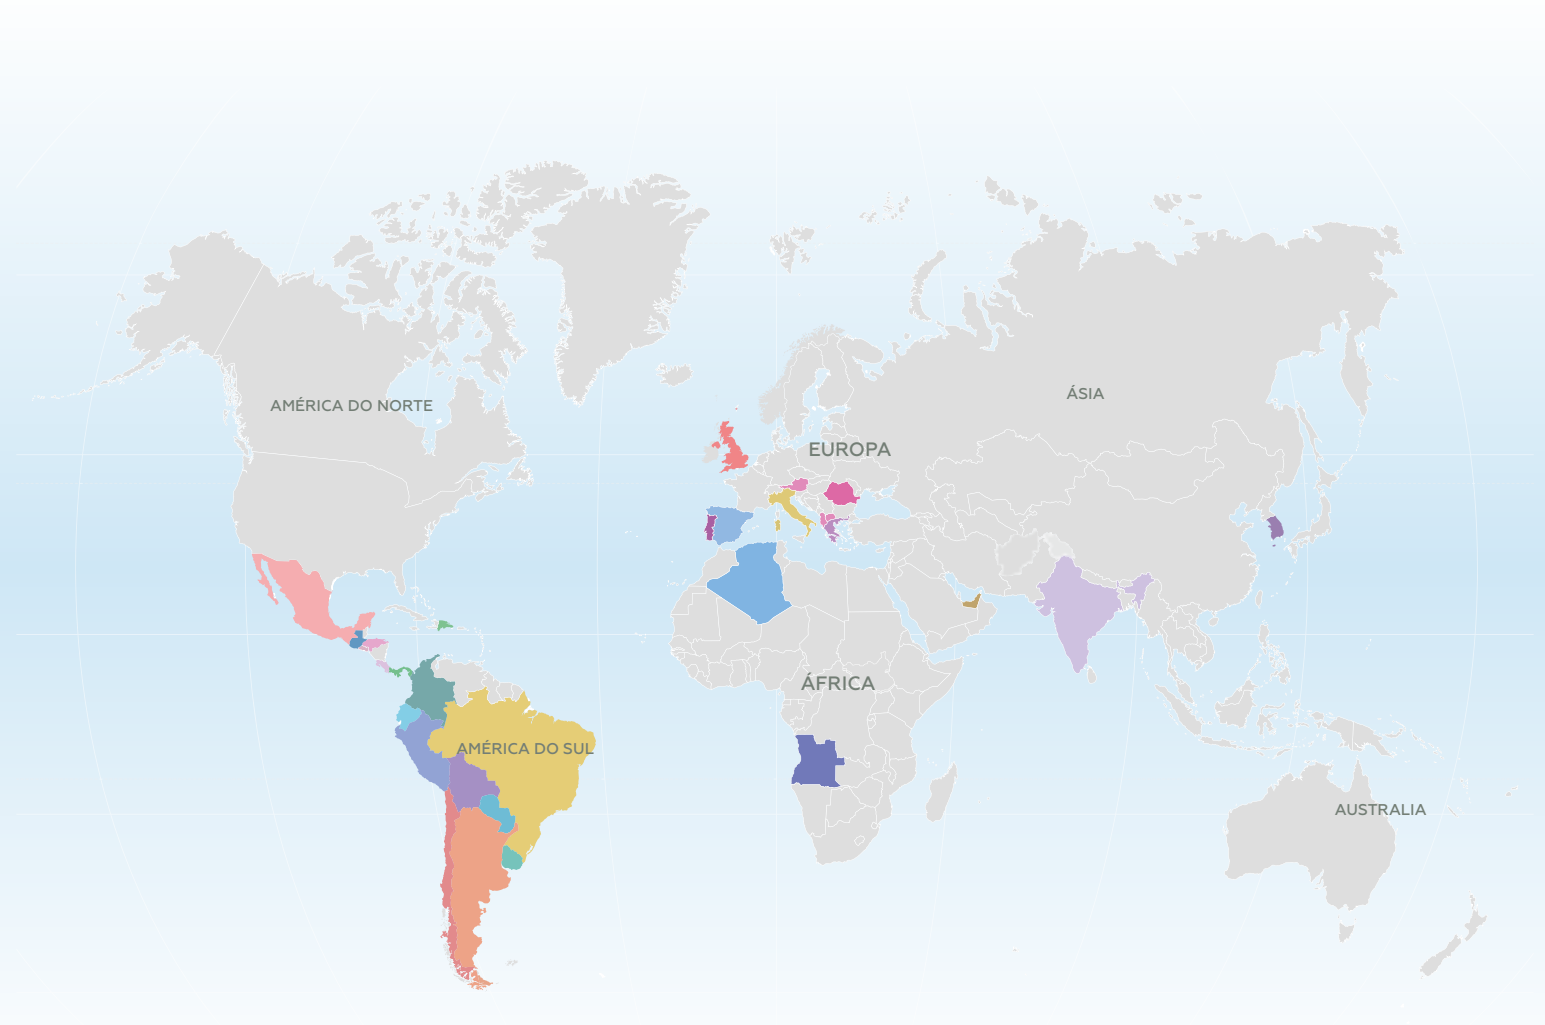 AMÉRICA DO NORTE
ÁSIA
EUROPA
ÁFRICA
AMÉRICA DO SUL
AUSTRALIA